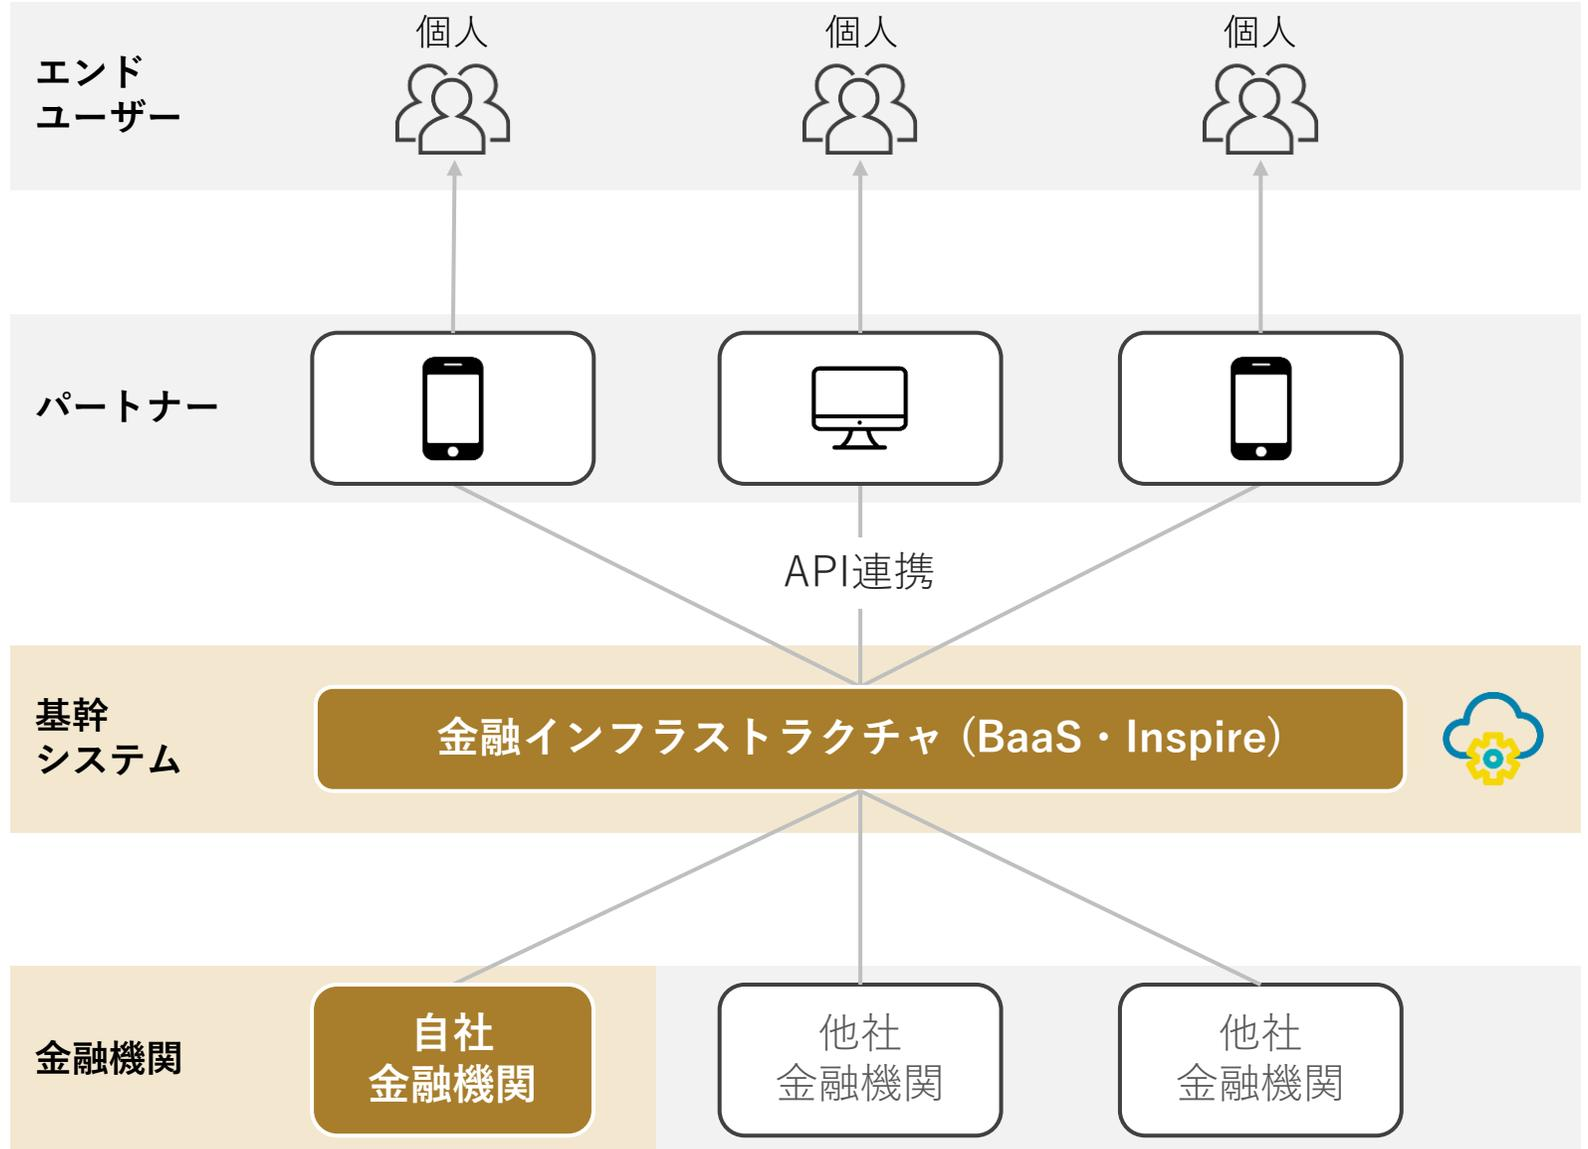 エンド
ユーザー
個人
個人
個人
パートナー
API連携
基幹
システム
金融インフラストラクチャ (BaaS・Inspire)
金融機関
自社
金融機関
他社
金融機関
他社
金融機関